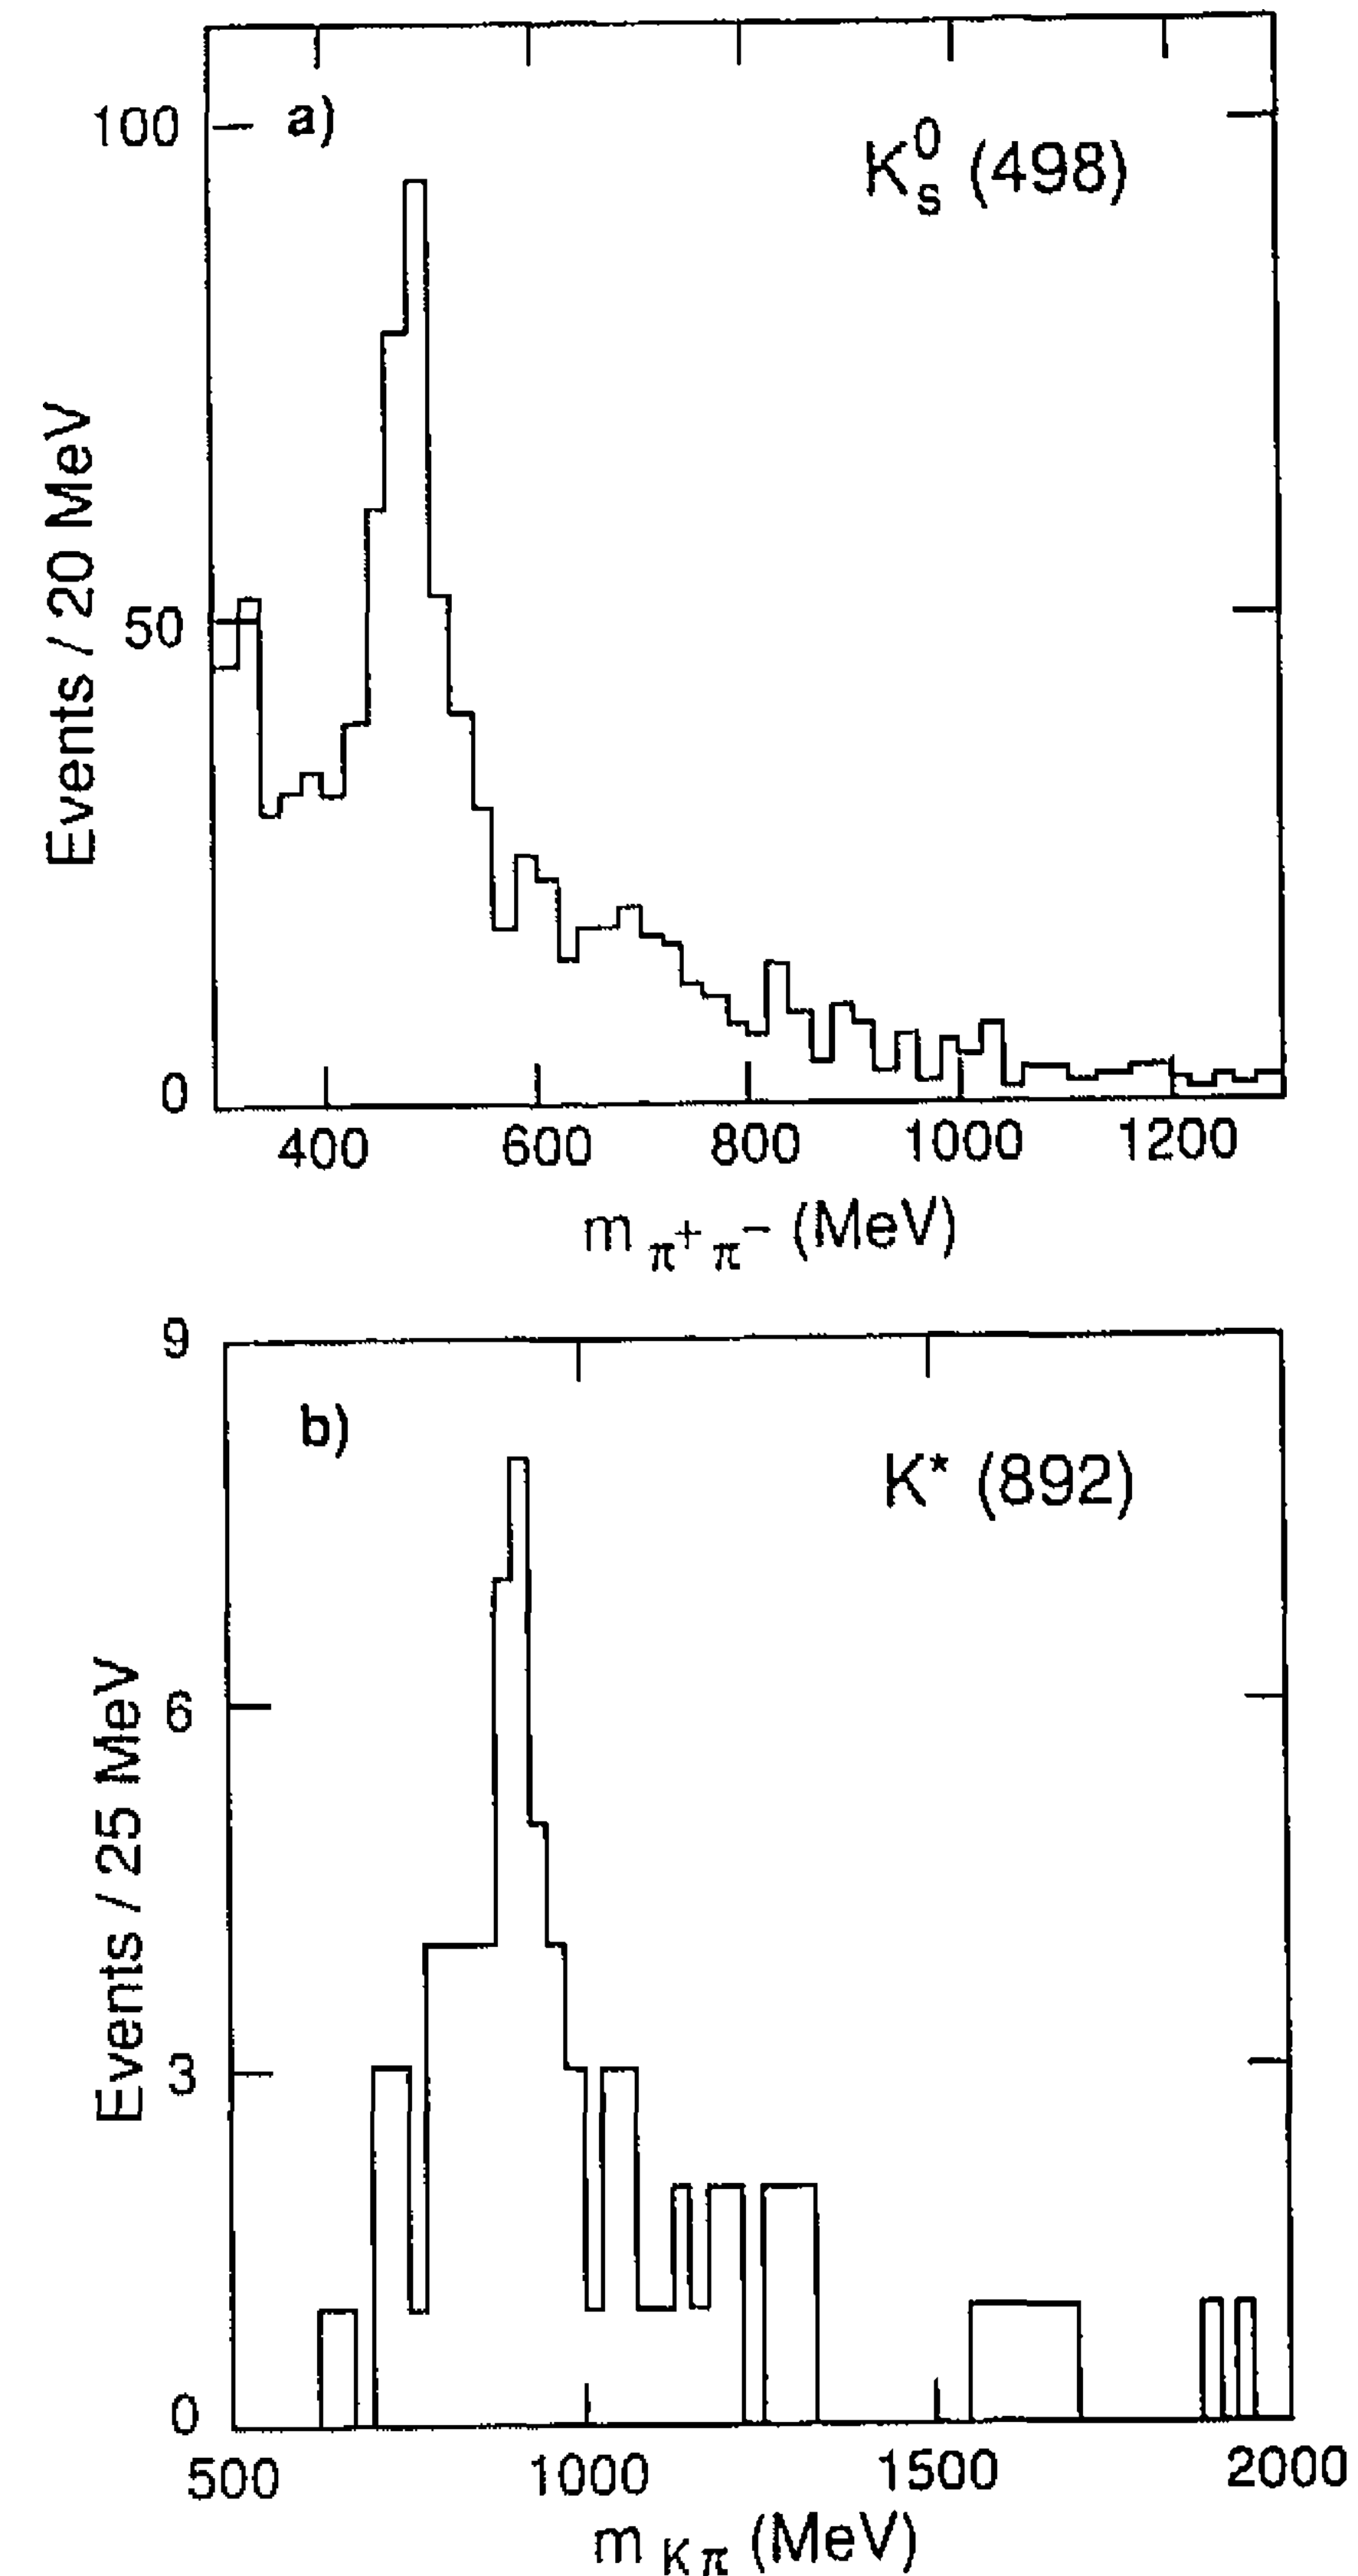 100
a)
K⁰ₛ (498)
50
0
Events / 20 MeV
400 600 800 1000 1200
m π⁺ π⁻ (MeV)
9
b)
K* (892)
6
3
0
Events / 25 MeV
500 1000 1500 2000
m K π (MeV)